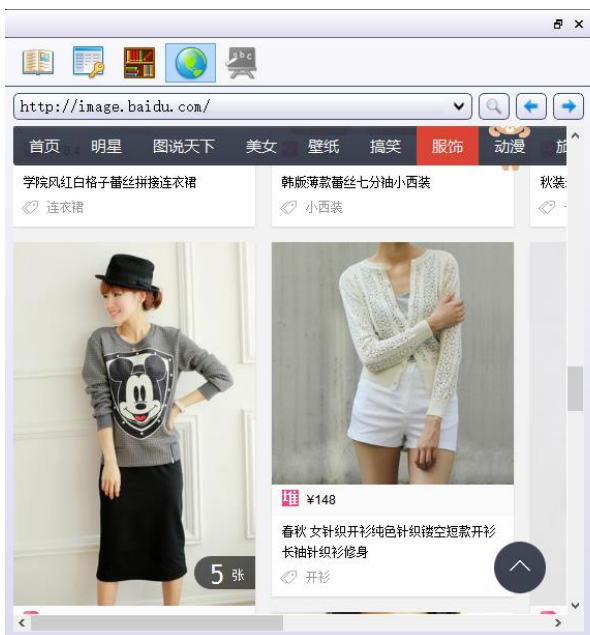 abc
http://image.baidu.com/
首页 明星 图说天下 美女 壁纸 搞笑 服饰 动漫 旅
学院风红白格子蕾丝拼接连衣裙
连衣裙
韩版薄款蕾丝七分袖小西装
小西装
秋装
5 张
堆 ¥148
春秋 女针织开衫纯色针织镂空短款开衫
长袖针织衫修身
开衫